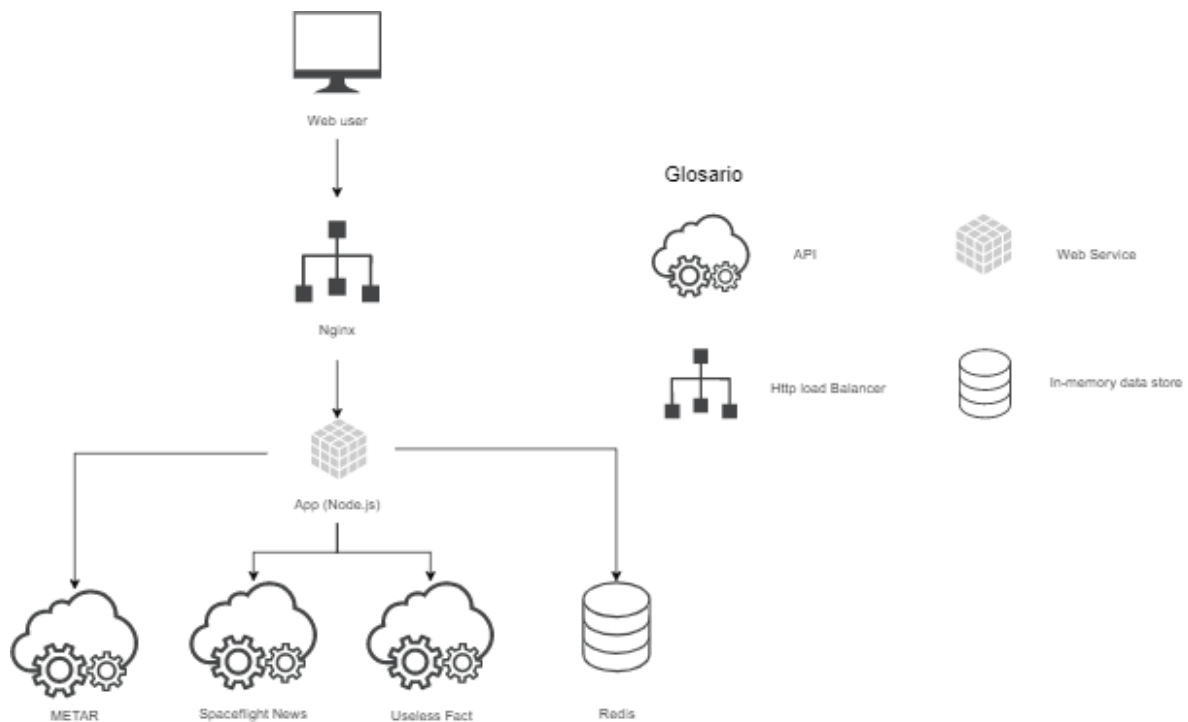 Web user
Glosario
API
Web Service
Nginx
Http load Balancer
In-memory data store
App (Node.js)
METAR
Spaceflight News
Useless Fact
Redis